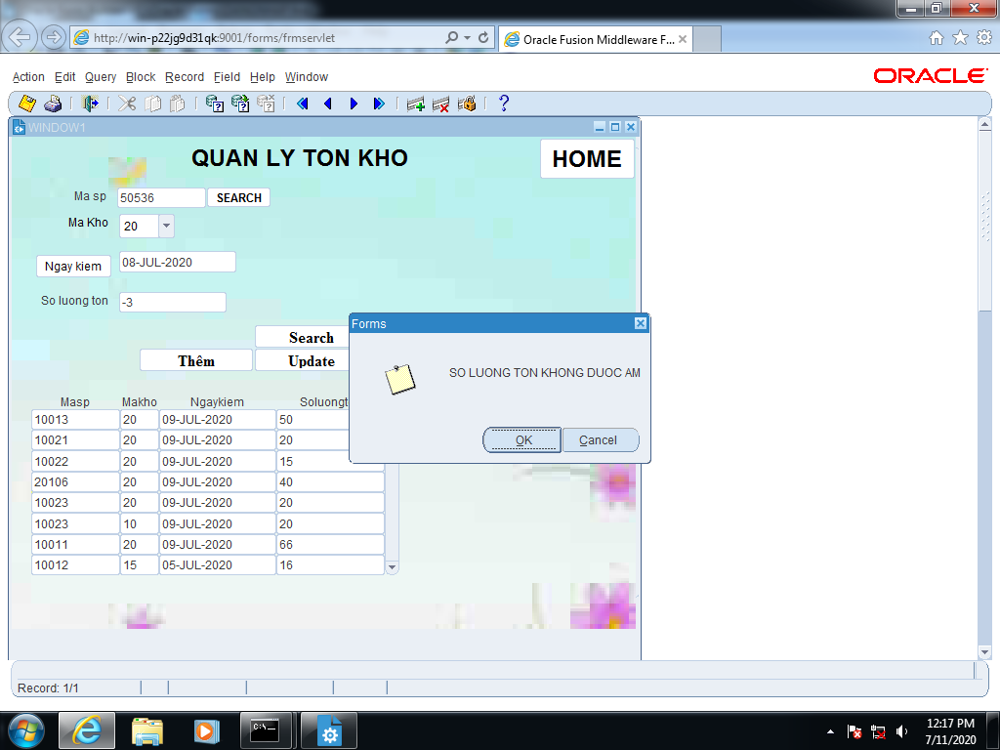 http://win-p22jg9d31qk:9001/forms/frmservlet
Oracle Fusion Middleware F...
Action Edit Query Block Record Field Help Window
ORACLE
WINDOW1
QUAN LY TON KHO
HOME
Ma sp 50536 SEARCH
Ma Kho 20
Ngay kiem 08-JUL-2020
So luong ton -3
Search
Thêm Update
Forms
SO LUONG TON KHONG DUOC AM
OK Cancel
Masp Makho Ngaykiem Soluongt
10013 20 09-JUL-2020 50
10021 20 09-JUL-2020 20
10022 20 09-JUL-2020 15
20106 20 09-JUL-2020 40
10023 20 09-JUL-2020 20
10023 10 09-JUL-2020 20
10011 20 09-JUL-2020 66
10012 15 05-JUL-2020 16
Record: 1/1
C:\_
12:17 PM
7/11/2020